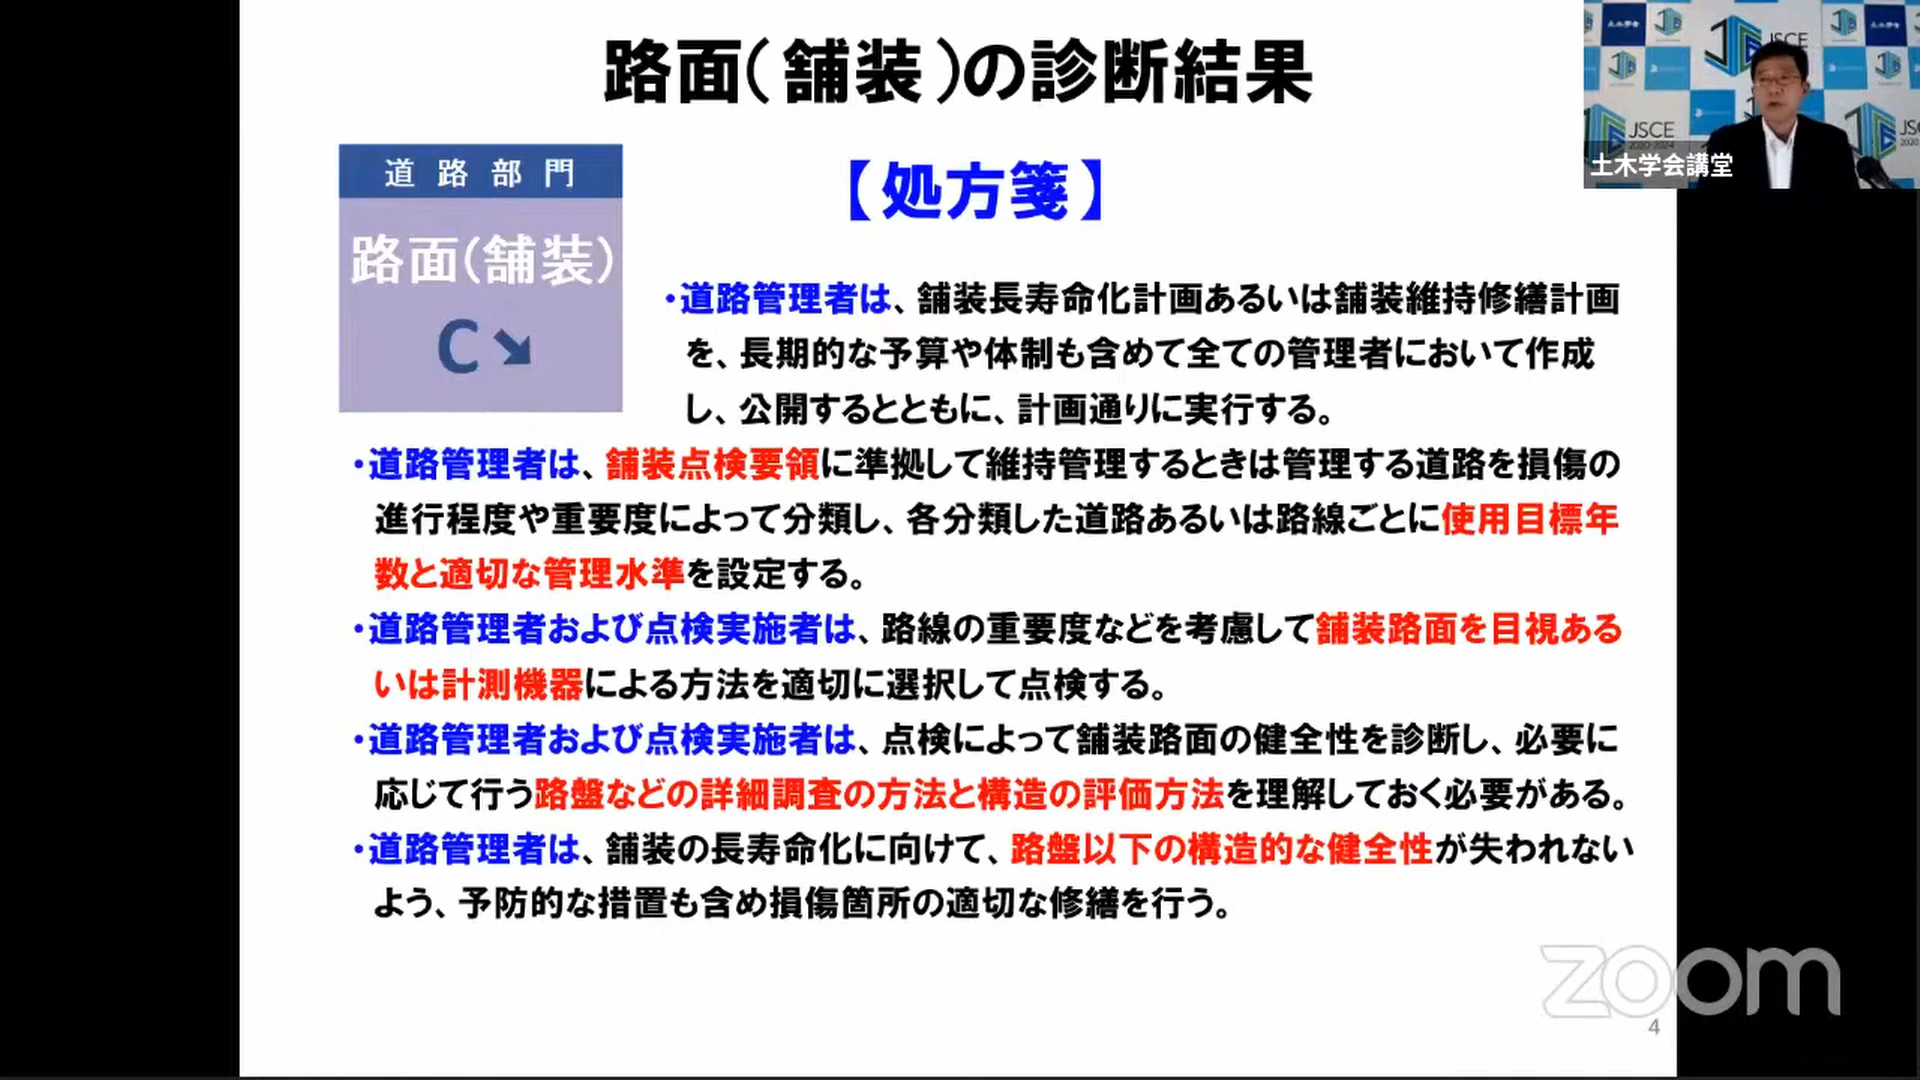 路面(舗装)の診断結果
道路部門
路面(舗装)
C↘
【処方箋】
・道路管理者は、舗装長寿命化計画あるいは舗装維持修繕計画
を、長期的な予算や体制も含めて全ての管理者において作成
し、公開するとともに、計画通りに実行する。
・道路管理者は、舗装点検要領に準拠して維持管理するときは管理する道路を損傷の
進行程度や重要度によって分類し、各分類した道路あるいは路線ごとに使用目標年
数と適切な管理水準を設定する。
・道路管理者および点検実施者は、路線の重要度などを考慮して舗装路面を目視ある
いは計測機器による方法を適切に選択して点検する。
・道路管理者および点検実施者は、点検によって舗装路面の健全性を診断し、必要に
応じて行う路盤などの詳細調査の方法と構造の評価方法を理解しておく必要がある。
・道路管理者は、舗装の長寿命化に向けて、路盤以下の構造的な健全性が失われない
よう、予防的な措置も含め損傷箇所の適切な修繕を行う。
JSCE
JSCE
土木学会講堂
zoom
4